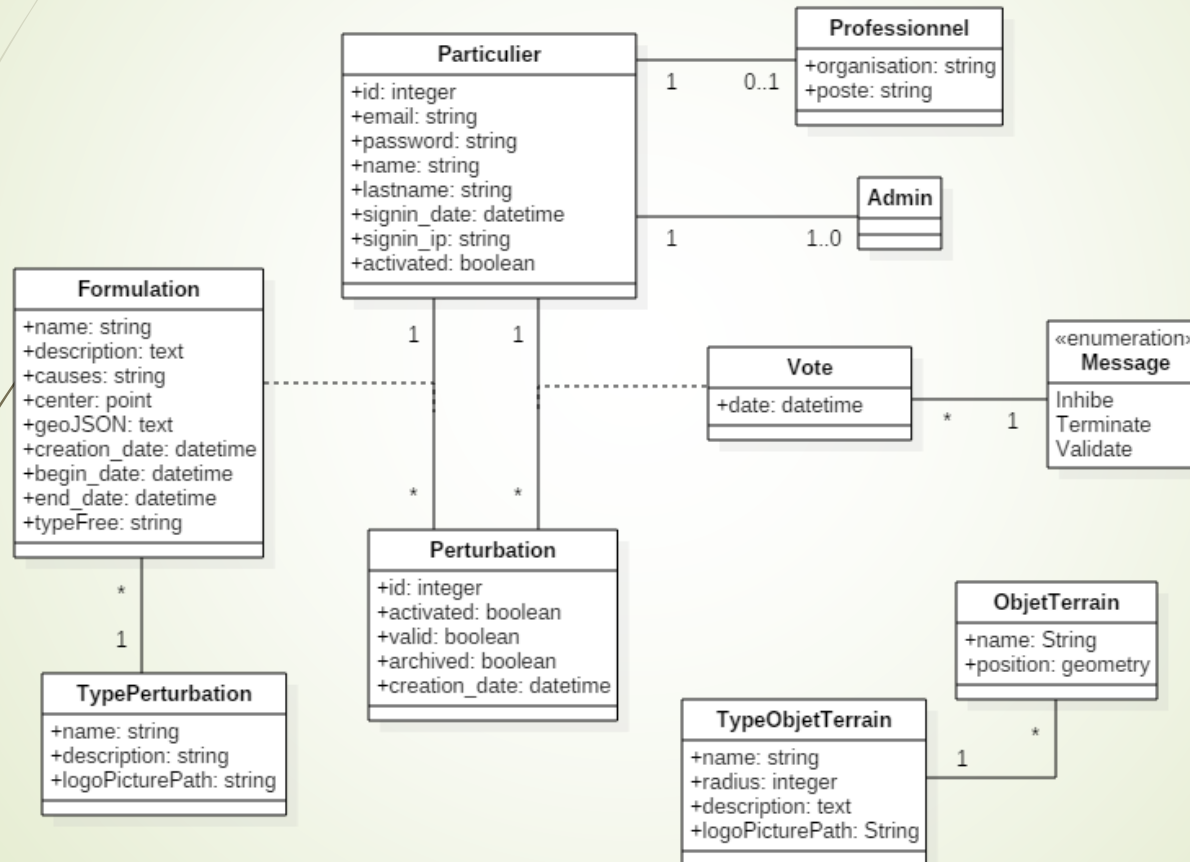 Professionnel
+organisation: string
+poste: string
Particulier
+id: integer
+email: string
+password: string
+name: string
+lastname: string
+signin_date: datetime
+signin_ip: string
+activated: boolean
1
0..1
Admin
1
1..0
Formulation
+name: string
+description: text
+causes: string
+center: point
+geoJSON: text
+creation_date: datetime
+begin_date: datetime
+end_date: datetime
+typeFree: string
1
1
*
*
Vote
+date: datetime
*
1
«enumeration»
Message
Inhibe
Terminate
Validate
Perturbation
+id: integer
+activated: boolean
+valid: boolean
+archived: boolean
+creation_date: datetime
*
1
TypePerturbation
+name: string
+description: string
+logoPicturePath: string
ObjetTerrain
+name: String
+position: geometry
*
1
TypeObjetTerrain
+name: string
+radius: integer
+description: text
+logoPicturePath: String